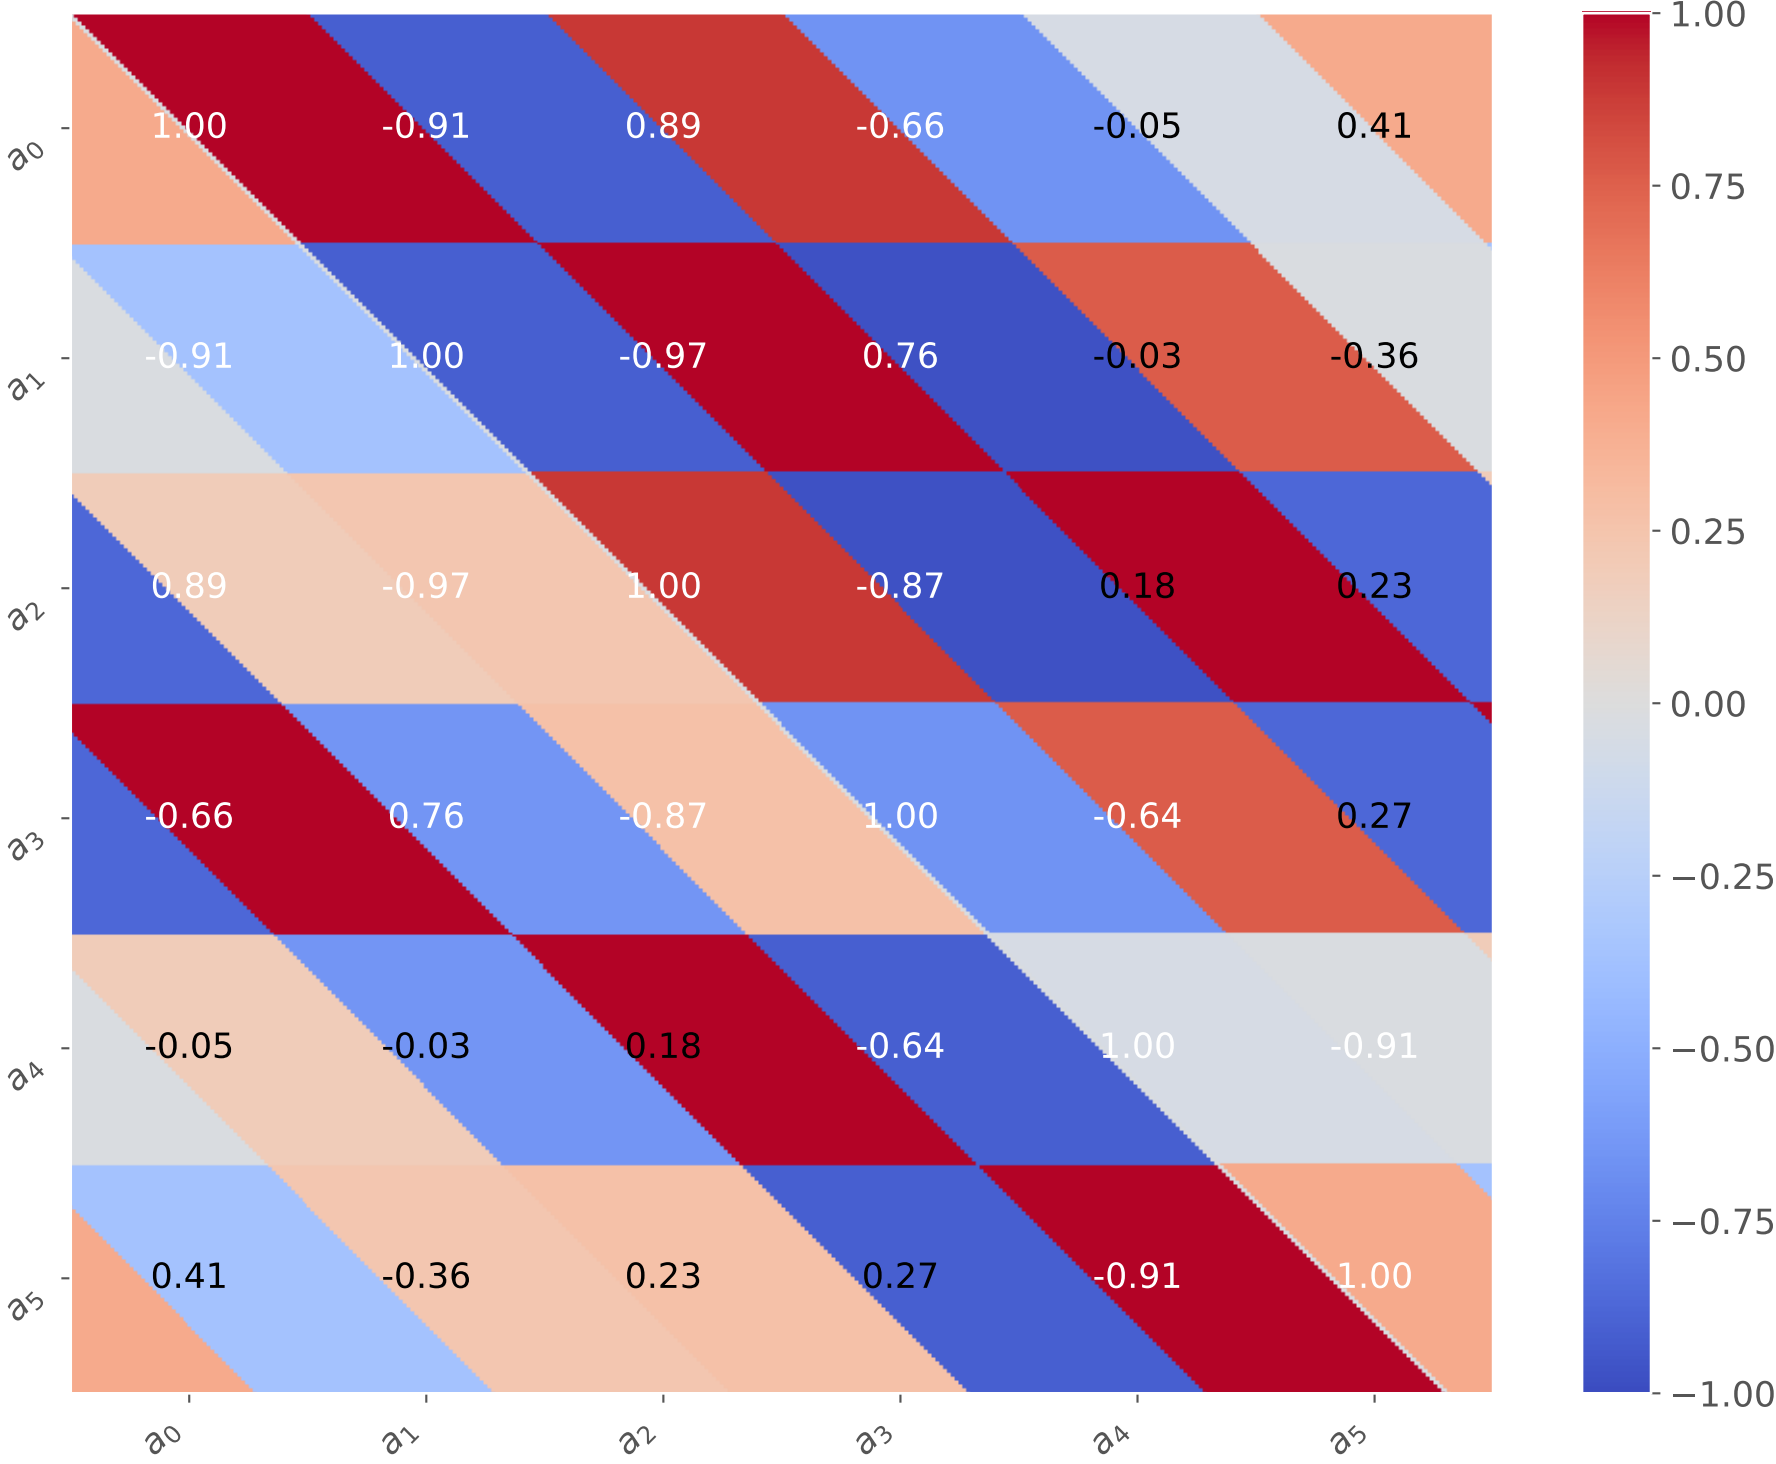 1.00
a0 1.00 -0.91 0.89 -0.66 -0.05 0.41
0.75
a1 -0.91 1.00 -0.97 0.76 -0.03 -0.36
0.50
0.25
a2 0.89 -0.97 1.00 -0.87 0.18 0.23
0.00
a3 -0.66 0.76 -0.87 1.00 -0.64 0.27
−0.25
a4 -0.05 -0.03 0.18 -0.64 1.00 -0.91
−0.50
−0.75
a5 0.41 -0.36 0.23 0.27 -0.91 1.00
−1.00
a0 a1 a2 a3 a4 a5